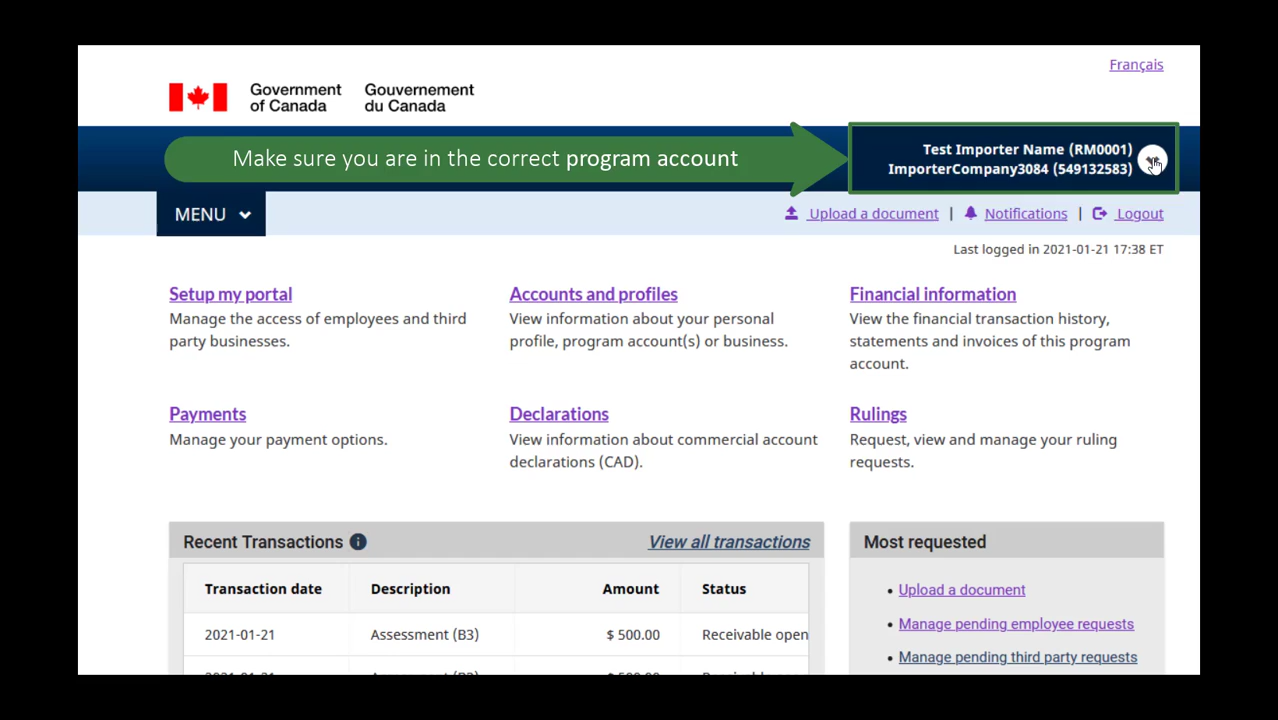 Français
Government of Canada
Gouvernement du Canada
Make sure you are in the correct program account
Test Importer Name (RM0001)
ImporterCompany3084 (549132583)
MENU
Upload a document | Notifications | Logout
Last logged in 2021-01-21 17:38 ET
Setup my portal
Manage the access of employees and third
party businesses.
Accounts and profiles
View information about your personal
profile, program account(s) or business.
Financial information
View the financial transaction history,
statements and invoices of this program
account.
Payments
Manage your payment options.
Declarations
View information about commercial account
declarations (CAD).
Rulings
Request, view and manage your ruling
requests.
Recent Transactions
View all transactions
Transaction date Description Amount Status
2021-01-21 Assessment (B3) $ 500.00 Receivable open
Most requested
Upload a document
Manage pending employee requests
Manage pending third party requests